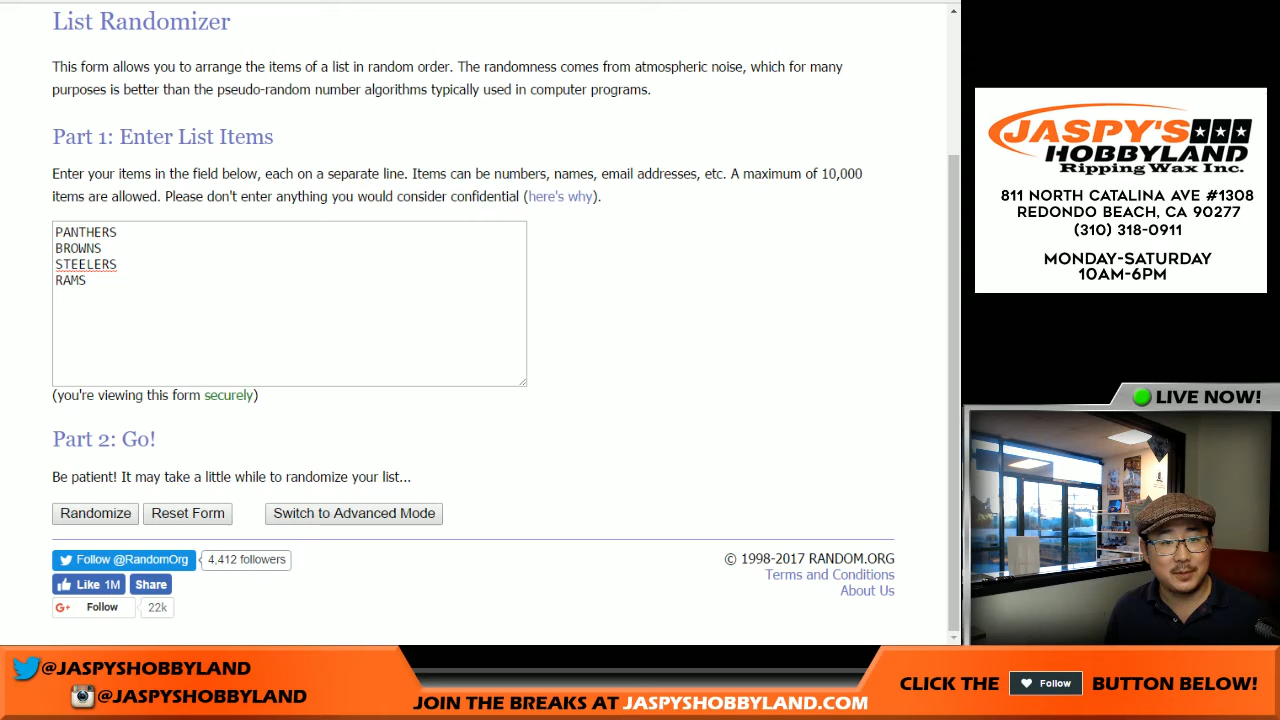 List Randomizer
This form allows you to arrange the items of a list in random order. The randomness comes from atmospheric noise, which for many
purposes is better than the pseudo-random number algorithms typically used in computer programs.
Part 1: Enter List Items
Enter your items in the field below, each on a separate line. Items can be numbers, names, email addresses, etc. A maximum of 10,000
items are allowed. Please don't enter anything you would consider confidential (here's why).
PANTHERS
BROWNS
STEELERS
RAMS
(you're viewing this form securely)
Part 2: Go!
Be patient! It may take a little while to randomize your list...
Randomize Reset Form Switch to Advanced Mode
Follow @RandomOrg 4,412 followers
Like 1M Share
G+ Follow 22k
© 1998-2017 RANDOM.ORG
Terms and Conditions
About Us
JASPY'S
HOBBYLAND
Ripping Wax Inc.
811 NORTH CATALINA AVE #1308
REDONDO BEACH, CA 90277
(310) 318-0911
MONDAY-SATURDAY
10AM-6PM
LIVE NOW!
@JASPYSHOBBYLAND
@JASPYSHOBBYLAND
JOIN THE BREAKS AT JASPYSHOBBYLAND.COM
CLICK THE Follow BUTTON BELOW!